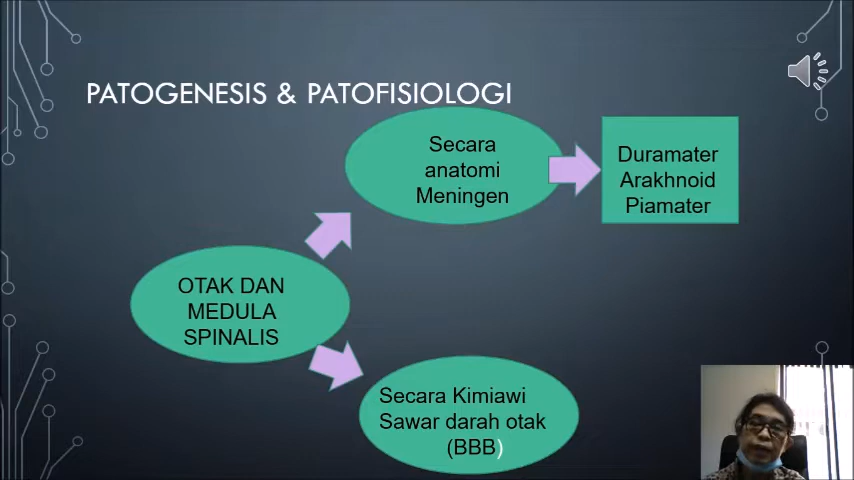 PATOGENESIS & PATOFISIOLOGI
Secara
anatomi
Meningen
Duramater
Arakhnoid
Piamater
OTAK DAN
MEDULA
SPINALIS
Secara Kimiawi
Sawar darah otak
(BBB)